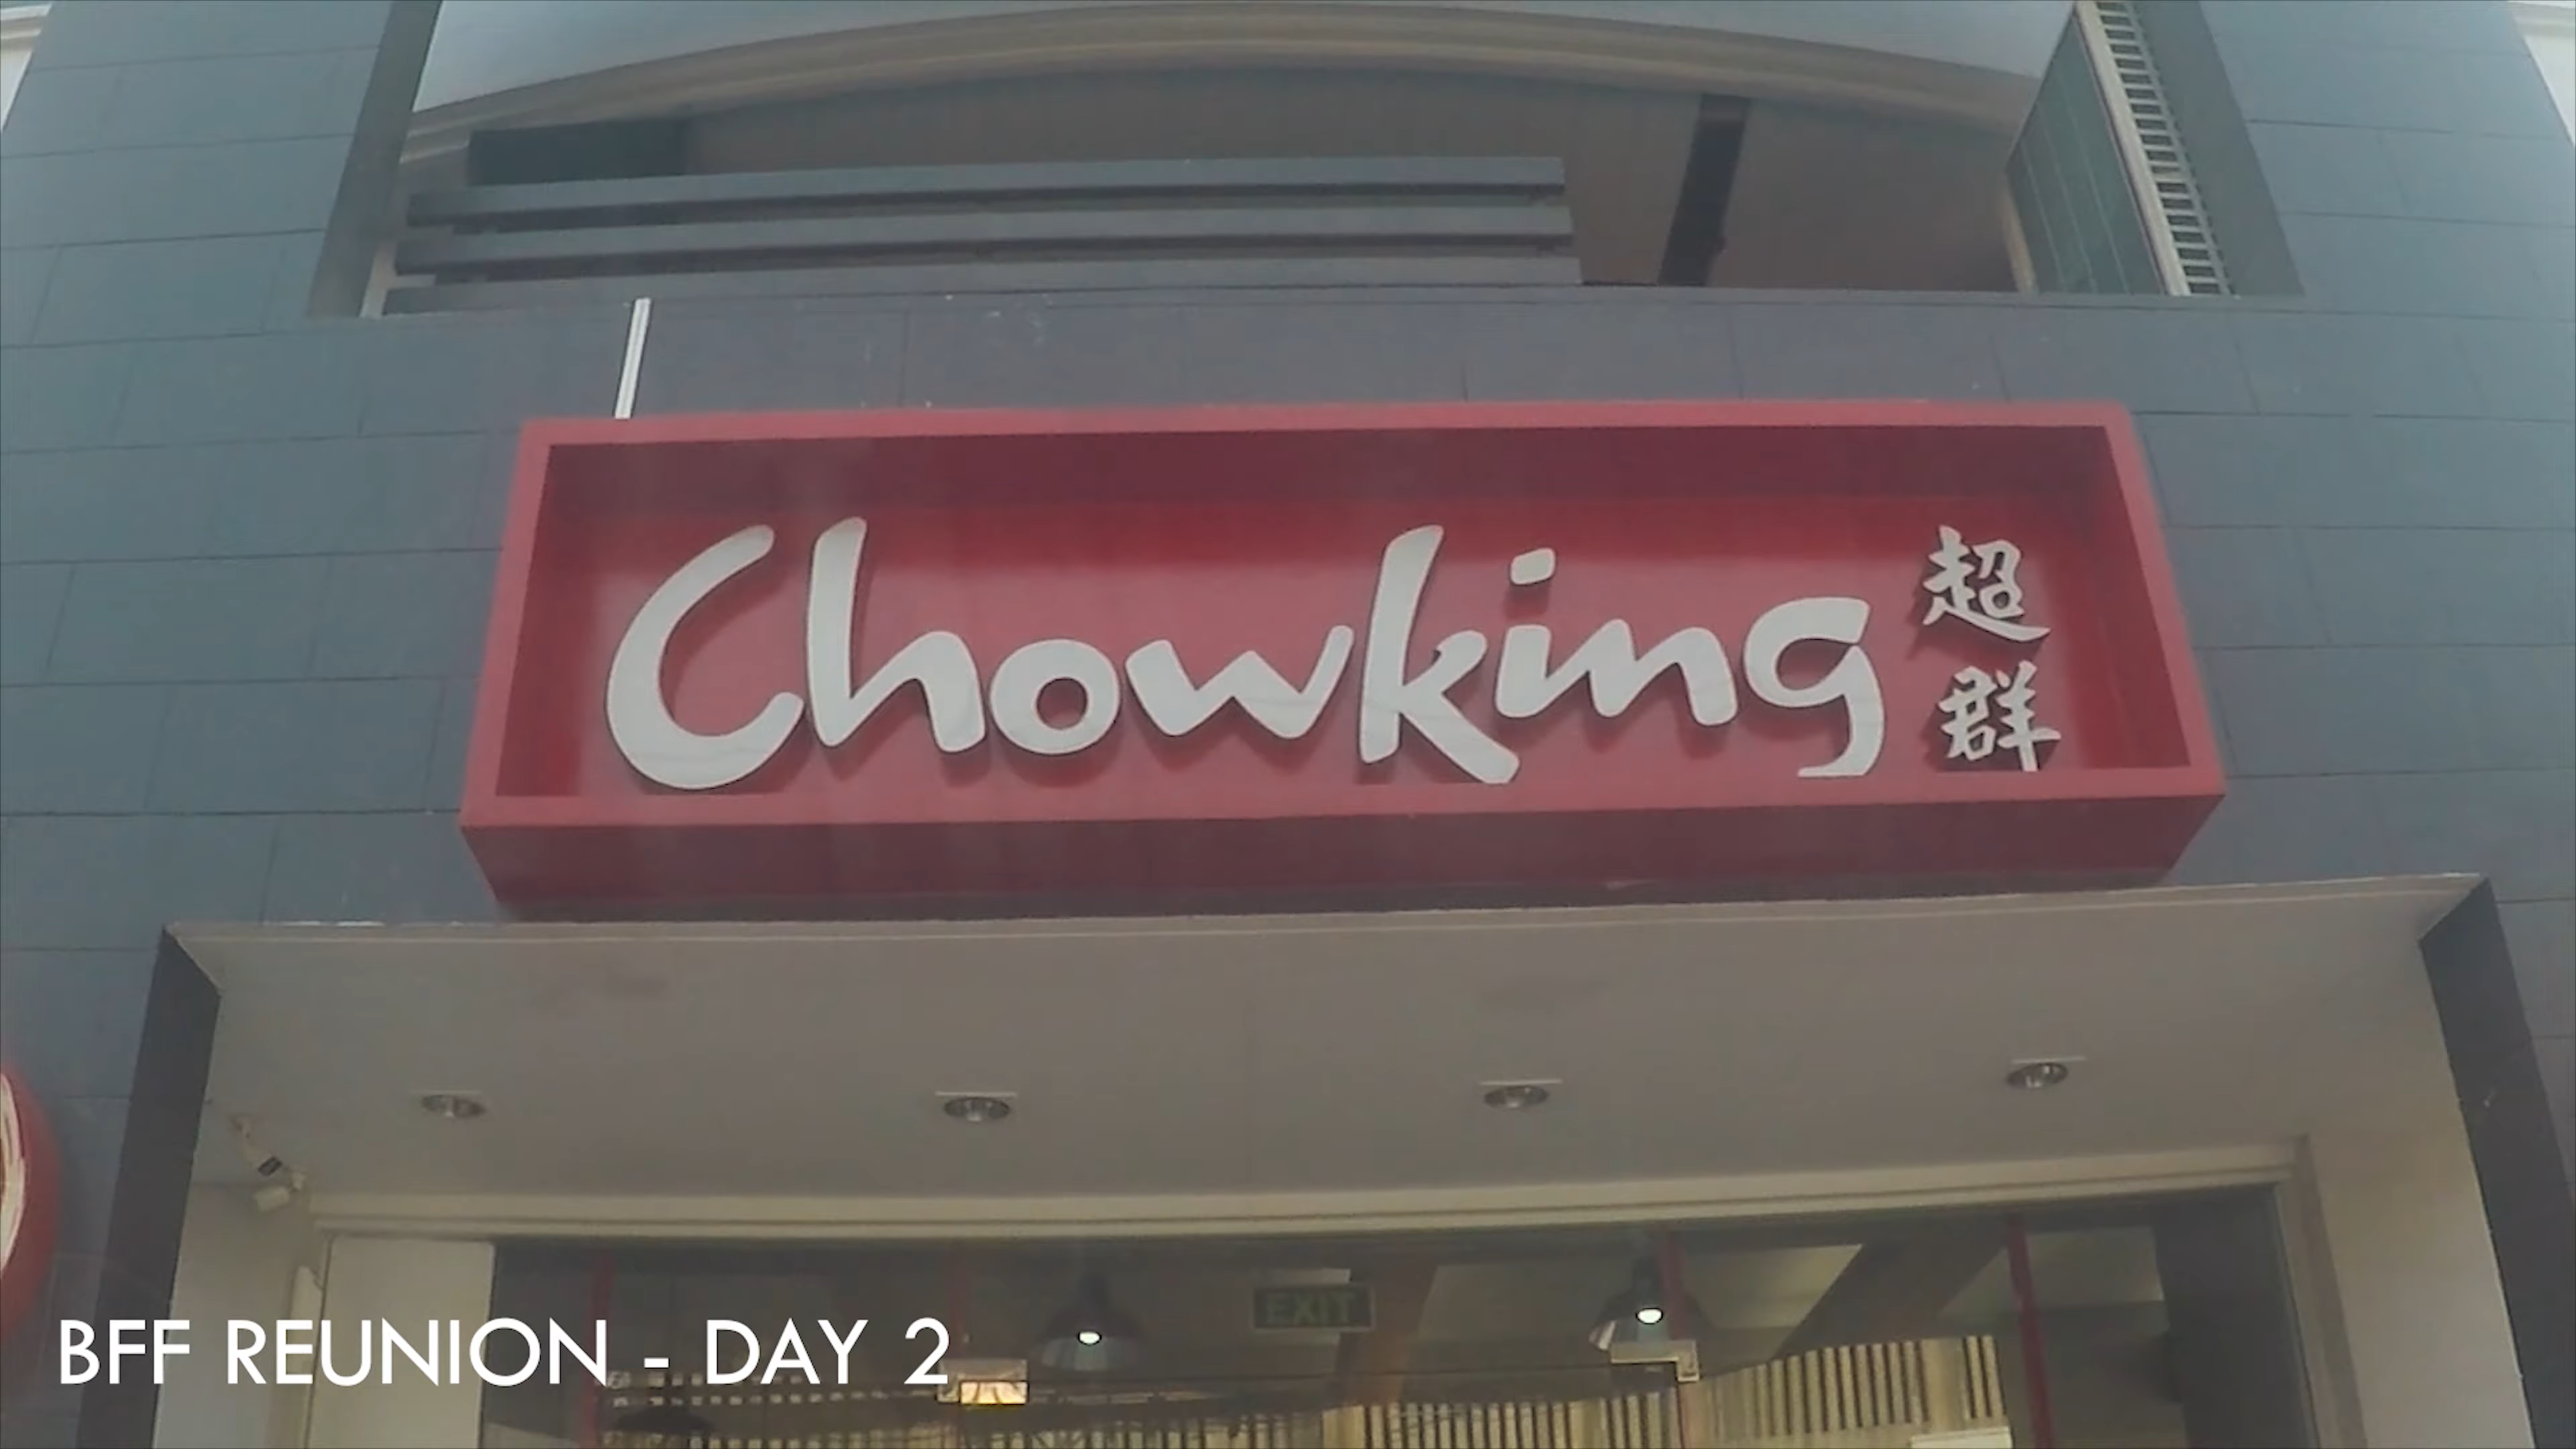 Chowking
超群
EXIT
BFF REUNION - DAY 2